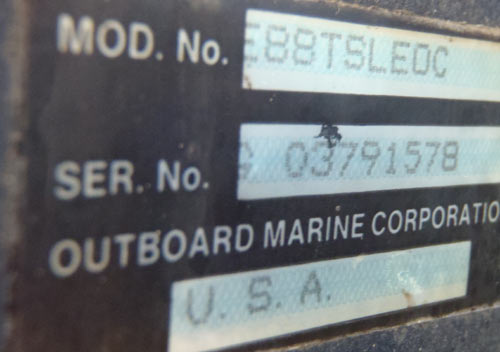 MOD. No. E88TSLEOC
SER. No. G 03791578
OUTBOARD MARINE CORPORATIO
U.S.A.